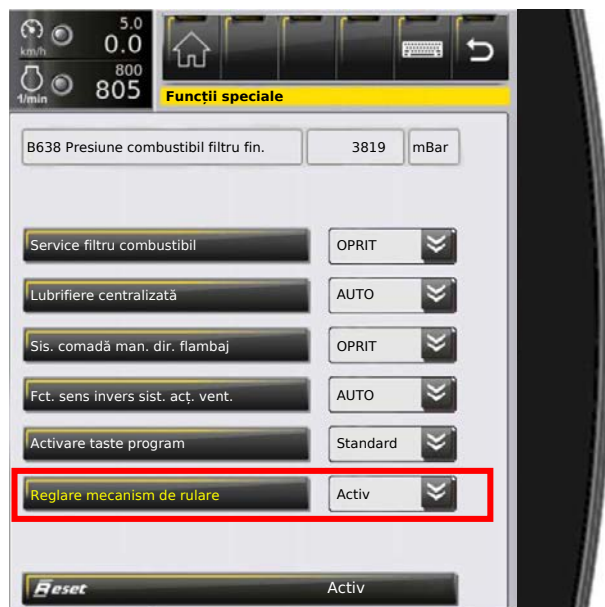 5.0
km/h 0.0
800
1/min 805
Funcții speciale
B638 Presiune combustibil filtru fin. 3819 mBar
Service filtru combustibil OPRIT
Lubrifiere centralizată AUTO
Sis. comadă man. dir. flambaj OPRIT
Fct. sens invers sist. acț. vent. AUTO
Activare taste program Standard
Reglare mecanism de rulare Activ
Reset Activ